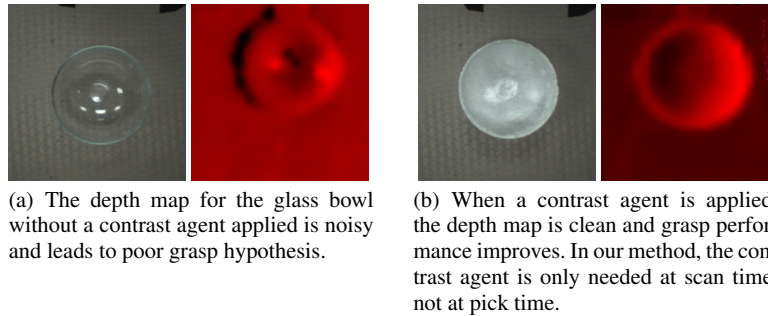 (a) The depth map for the glass bowl
without a contrast agent applied is noisy
and leads to poor grasp hypothesis.
(b) When a contrast agent is applied
the depth map is clean and grasp perfor-
mance improves. In our method, the con-
trast agent is only needed at scan time
not at pick time.